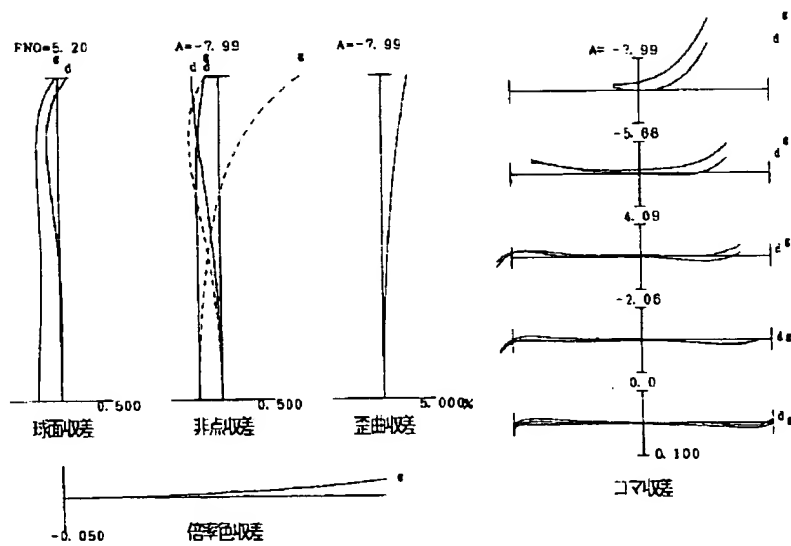 FNO=5.20
g
d
0.500
球面収差
A=-7.99
g
d d
g
0.500
非点収差
A=-7.99
5.000%
歪曲収差
A=-7.99
g
d
-5.68
d g
4.09
d g
-2.06
d g
0.0
d g
0.100
コマ収差
g
-0.050
倍率色収差